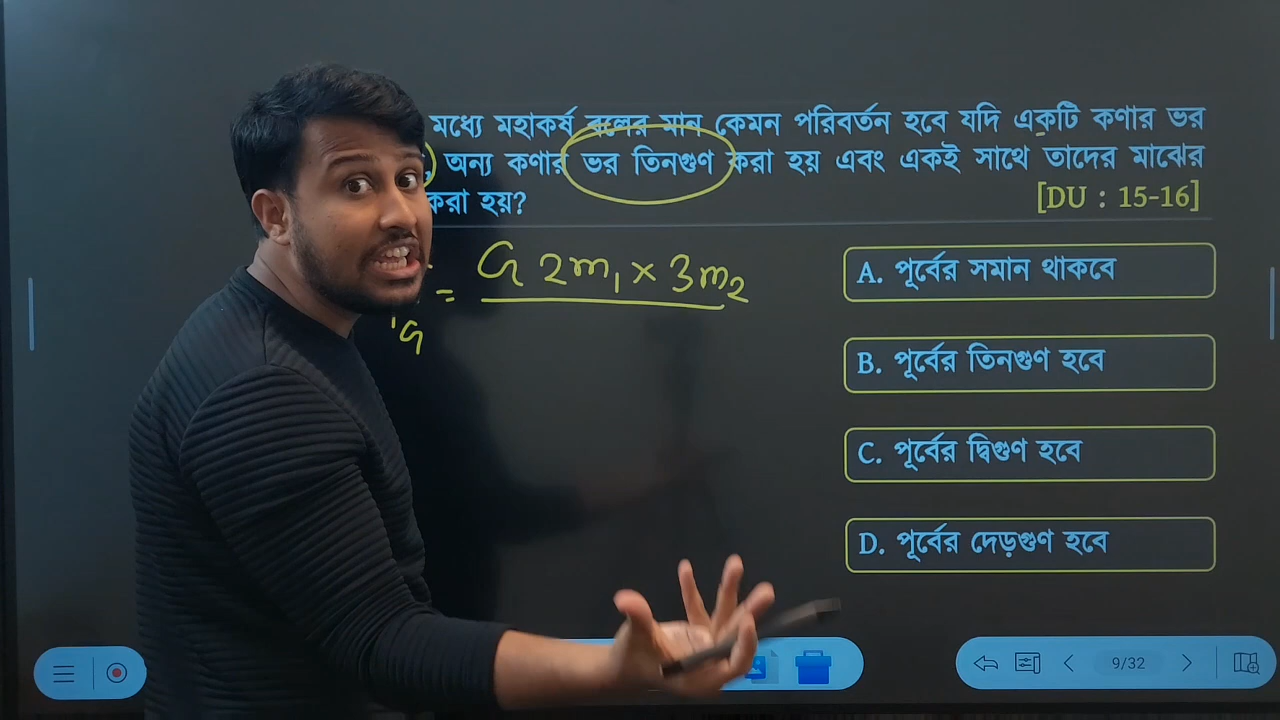 মধ্যে মহাকর্ষ বলের মান কেমন পরিবর্তন হবে যদি একটি কণার ভর
, অন্য কণার ভর তিনগুণ করা হয় এবং একই সাথে তাদের মাঝের
করা হয়?
[DU : 15-16]
= G 2m₁ × 3m₂
A. পূর্বের সমান থাকবে
B. পূর্বের তিনগুণ হবে
C. পূর্বের দ্বিগুণ হবে
D. পূর্বের দেড়গুণ হবে
9/32